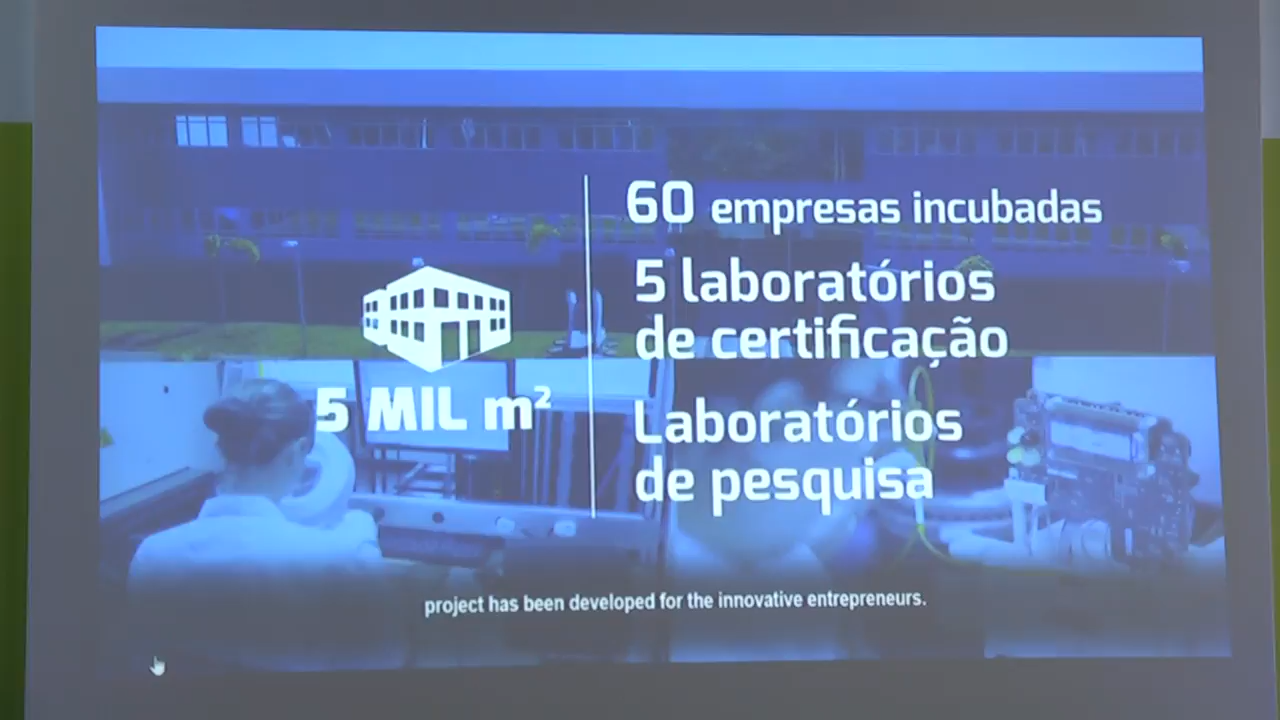 5 MIL m²
60 empresas incubadas
5 laboratórios
de certificação
Laboratórios
de pesquisa
project has been developed for the innovative entrepreneurs.